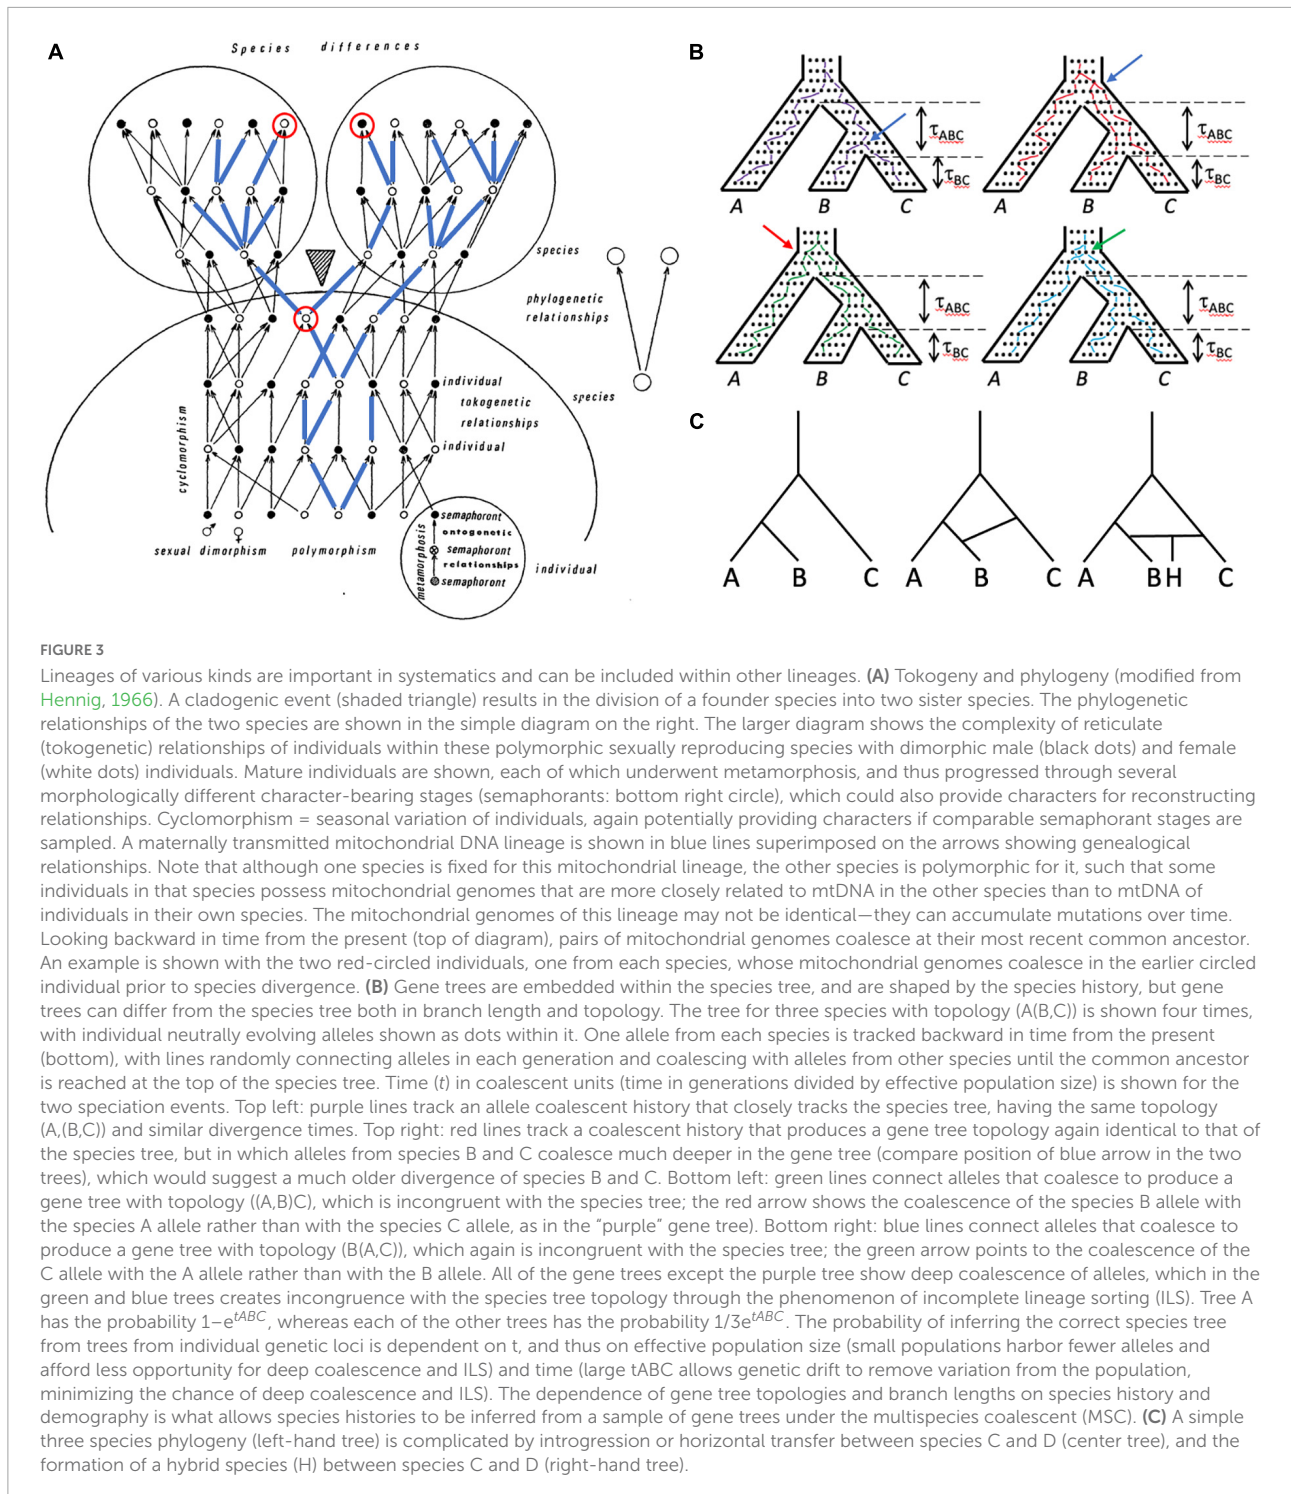 A
Species differences
species
phylogenetic
relationships
species
individual
tokogenetic
relationships
individual
cyclomorphism
♂
♀
sexual dimorphism
polymorphism
metamorphosis
semaphoront
ontogenetic
semaphoront
relationships
semaphoront
individual
B
τABC
τBC
A B C
τABC
τBC
A B C
τABC
τBC
A B C
τABC
τBC
A B C
C
A B C
A B C
A B H C
FIGURE 3
Lineages of various kinds are important in systematics and can be included within other lineages. (A) Tokogeny and phylogeny (modified from
Hennig, 1966). A cladogenic event (shaded triangle) results in the division of a founder species into two sister species. The phylogenetic
relationships of the two species are shown in the simple diagram on the right. The larger diagram shows the complexity of reticulate
(tokogenetic) relationships of individuals within these polymorphic sexually reproducing species with dimorphic male (black dots) and female
(white dots) individuals. Mature individuals are shown, each of which underwent metamorphosis, and thus progressed through several
morphologically different character-bearing stages (semaphorants: bottom right circle), which could also provide characters for reconstructing
relationships. Cyclomorphism = seasonal variation of individuals, again potentially providing characters if comparable semaphorant stages are
sampled. A maternally transmitted mitochondrial DNA lineage is shown in blue lines superimposed on the arrows showing genealogical
relationships. Note that although one species is fixed for this mitochondrial lineage, the other species is polymorphic for it, such that some
individuals in that species possess mitochondrial genomes that are more closely related to mtDNA in the other species than to mtDNA of
individuals in their own species. The mitochondrial genomes of this lineage may not be identical—they can accumulate mutations over time.
Looking backward in time from the present (top of diagram), pairs of mitochondrial genomes coalesce at their most recent common ancestor.
An example is shown with the two red-circled individuals, one from each species, whose mitochondrial genomes coalesce in the earlier circled
individual prior to species divergence. (B) Gene trees are embedded within the species tree, and are shaped by the species history, but gene
trees can differ from the species tree both in branch length and topology. The tree for three species with topology (A(B,C)) is shown four times,
with individual neutrally evolving alleles shown as dots within it. One allele from each species is tracked backward in time from the present
(bottom), with lines randomly connecting alleles in each generation and coalescing with alleles from other species until the common ancestor
is reached at the top of the species tree. Time (t) in coalescent units (time in generations divided by effective population size) is shown for the
two speciation events. Top left: purple lines track an allele coalescent history that closely tracks the species tree, having the same topology
(A,(B,C)) and similar divergence times. Top right: red lines track a coalescent history that produces a gene tree topology again identical to that of
the species tree, but in which alleles from species B and C coalesce much deeper in the gene tree (compare position of blue arrow in the two
trees), which would suggest a much older divergence of species B and C. Bottom left: green lines connect alleles that coalesce to produce a
gene tree with topology ((A,B)C), which is incongruent with the species tree; the red arrow shows the coalescence of the species B allele with
the species A allele rather than with the species C allele, as in the "purple" gene tree). Bottom right: blue lines connect alleles that coalesce to
produce a gene tree with topology (B(A,C)), which again is incongruent with the species tree; the green arrow points to the coalescence of the
C allele with the A allele rather than with the B allele. All of the gene trees except the purple tree show deep coalescence of alleles, which in the
green and blue trees creates incongruence with the species tree topology through the phenomenon of incomplete lineage sorting (ILS). Tree A
has the probability 1–e^tABC, whereas each of the other trees has the probability 1/3e^tABC. The probability of inferring the correct species tree
from trees from individual genetic loci is dependent on t, and thus on effective population size (small populations harbor fewer alleles and
afford less opportunity for deep coalescence and ILS) and time (large tABC allows genetic drift to remove variation from the population,
minimizing the chance of deep coalescence and ILS). The dependence of gene tree topologies and branch lengths on species history and
demography is what allows species histories to be inferred from a sample of gene trees under the multispecies coalescent (MSC). (C) A simple
three species phylogeny (left-hand tree) is complicated by introgression or horizontal transfer between species C and D (center tree), and the
formation of a hybrid species (H) between species C and D (right-hand tree).